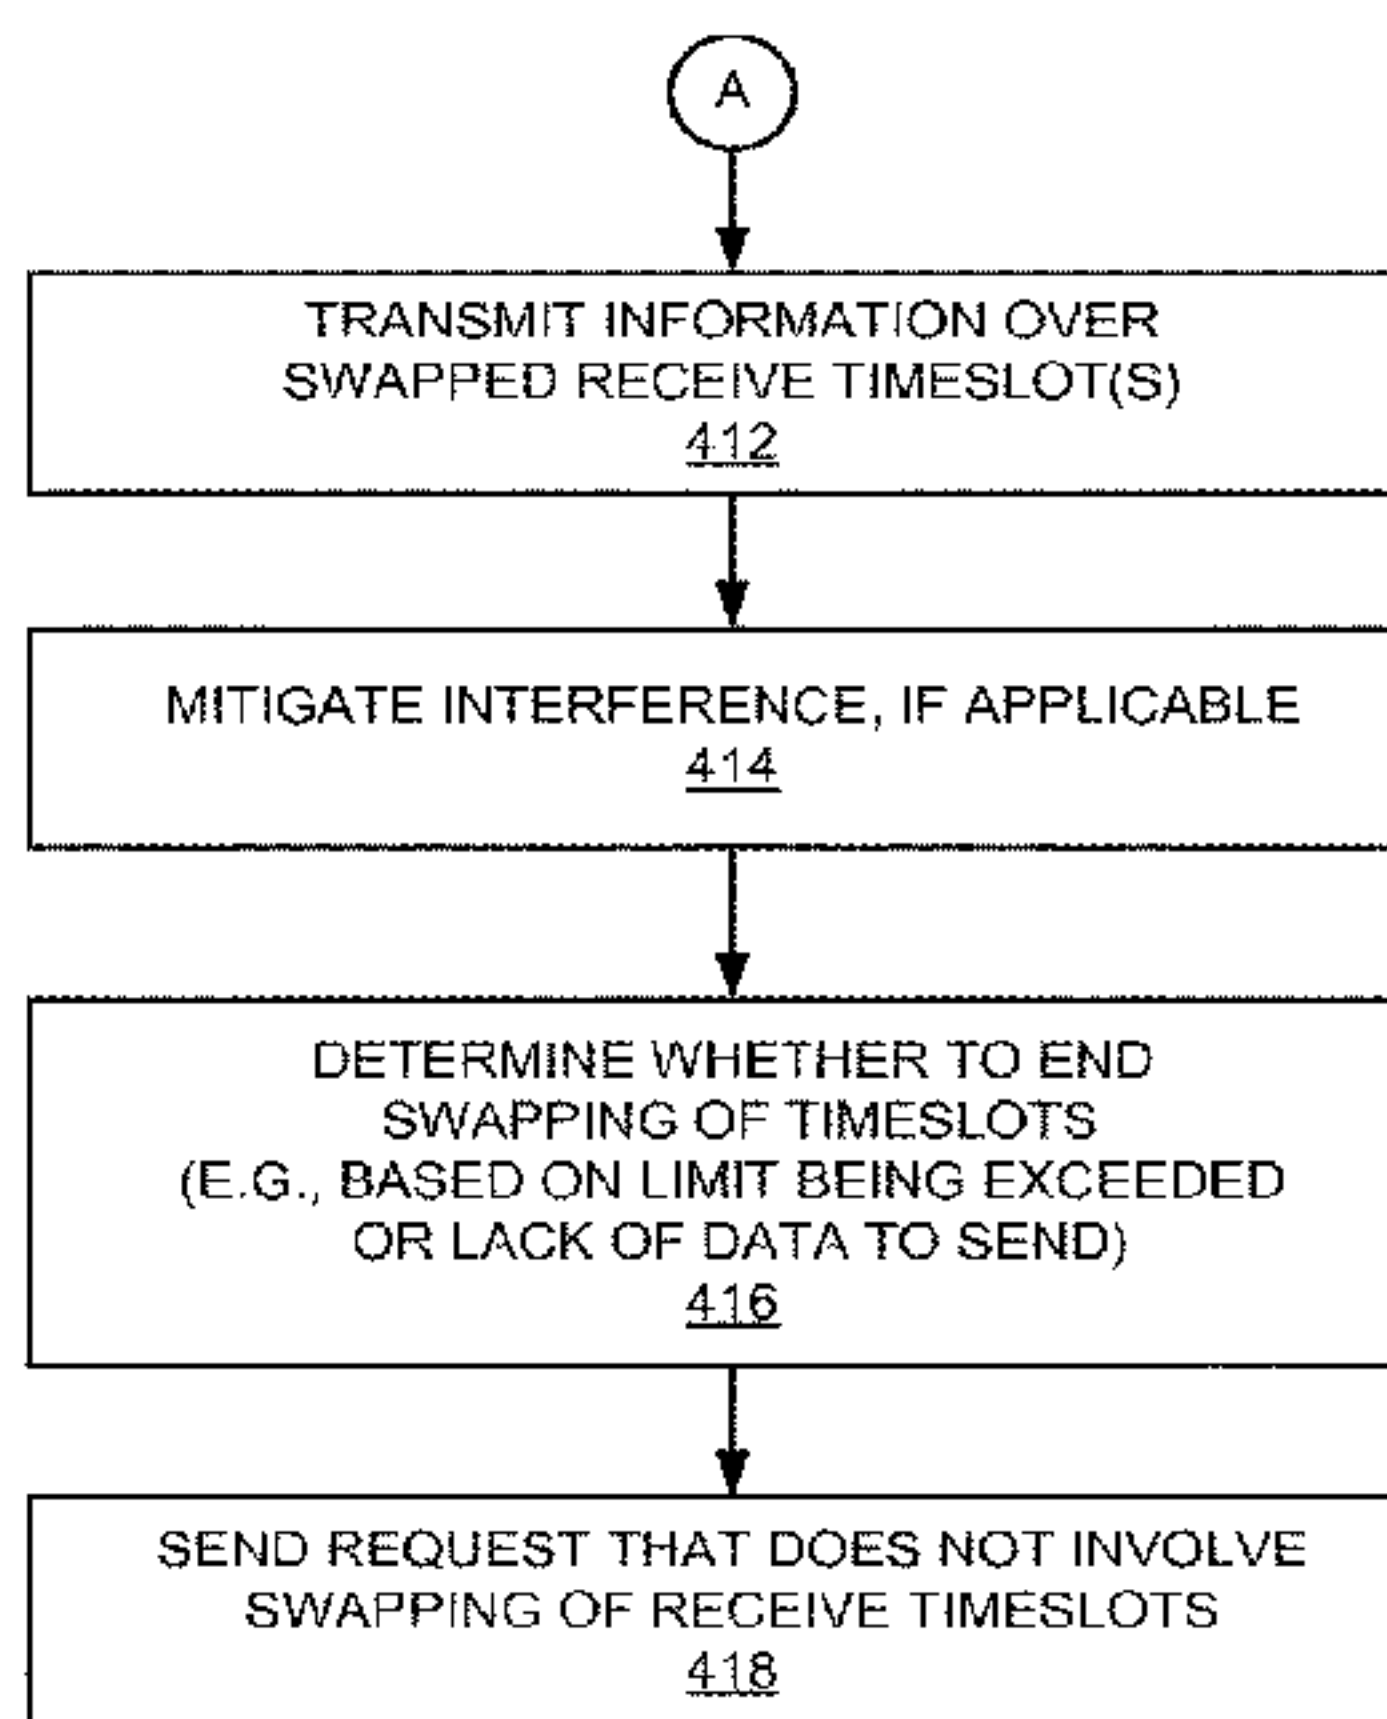 A
TRANSMIT INFORMATION OVER
SWAPPED RECEIVE TIMESLOT(S)
412
MITIGATE INTERFERENCE, IF APPLICABLE
414
DETERMINE WHETHER TO END
SWAPPING OF TIMESLOTS
(E.G., BASED ON LIMIT BEING EXCEEDED
OR LACK OF DATA TO SEND)
416
SEND REQUEST THAT DOES NOT INVOLVE
SWAPPING OF RECEIVE TIMESLOTS
418